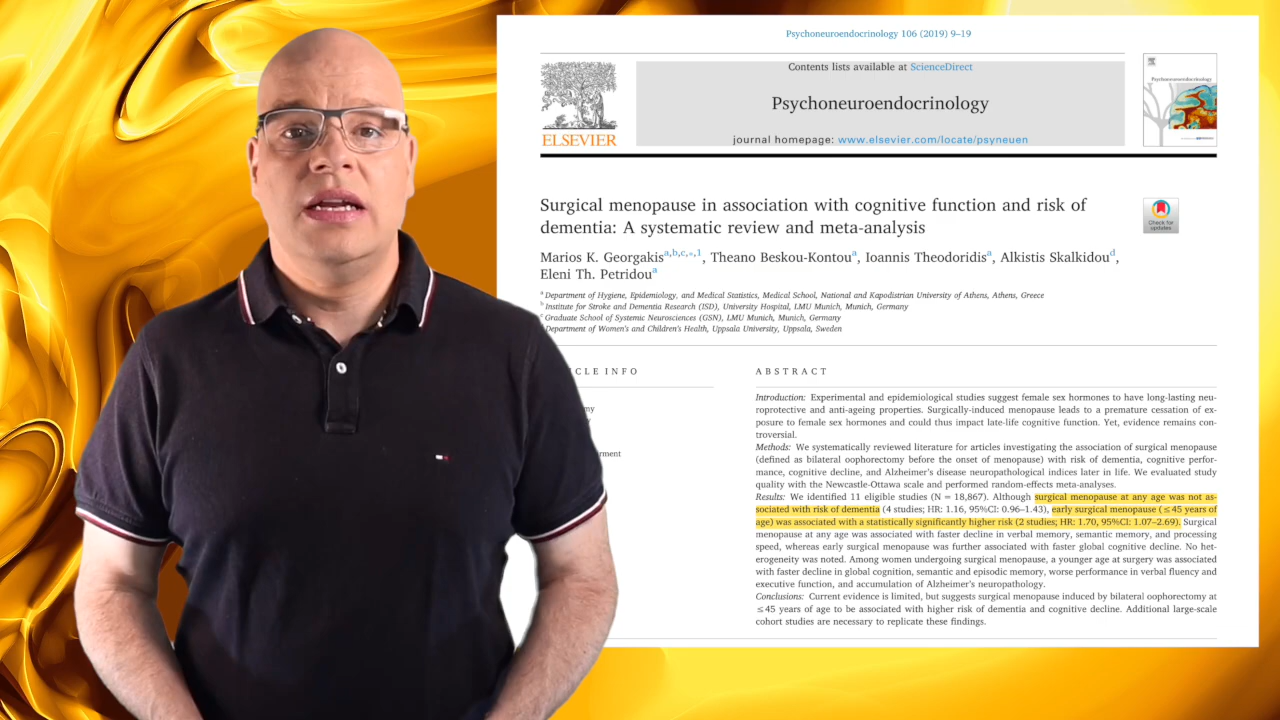 Psychoneuroendocrinology 106 (2019) 9–19
Contents lists available at ScienceDirect
Psychoneuroendocrinology
journal homepage: www.elsevier.com/locate/psyneuen
ELSEVIER
Psychoneuroendocrinology
Surgical menopause in association with cognitive function and risk of
dementia: A systematic review and meta-analysis
Check for
updates
Marios K. Georgakisa,b,c,⁎,1, Theano Beskou-Kontoua, Ioannis Theodoridisa, Alkistis Skalkidoud,
Eleni Th. Petridoua
a Department of Hygiene, Epidemiology, and Medical Statistics, Medical School, National and Kapodistrian University of Athens, Athens, Greece
b Institute for Stroke and Dementia Research (ISD), University Hospital, LMU Munich, Munich, Germany
c Graduate School of Systemic Neurosciences (GSN), LMU Munich, Munich, Germany
Department of Women's and Children's Health, Uppsala University, Uppsala, Sweden
CLE INFO
ABSTRACT
Introduction: Experimental and epidemiological studies suggest female sex hormones to have long-lasting neu-
roprotective and anti-ageing properties. Surgically-induced menopause leads to a premature cessation of ex-
posure to female sex hormones and could thus impact late-life cognitive function. Yet, evidence remains con-
troversial.
Methods: We systematically reviewed literature for articles investigating the association of surgical menopause
(defined as bilateral oophorectomy before the onset of menopause) with risk of dementia, cognitive perfor-
mance, cognitive decline, and Alzheimer's disease neuropathological indices later in life. We evaluated study
quality with the Newcastle-Ottawa scale and performed random-effects meta-analyses.
Results: We identified 11 eligible studies (N = 18,867). Although surgical menopause at any age was not as-
sociated with risk of dementia (4 studies; HR: 1.16, 95%CI: 0.96–1.43), early surgical menopause (≤45 years of
age) was associated with a statistically significantly higher risk (2 studies; HR: 1.70, 95%CI: 1.07–2.69). Surgical
menopause at any age was associated with faster decline in verbal memory, semantic memory, and processing
speed, whereas early surgical menopause was further associated with faster global cognitive decline. No het-
erogeneity was noted. Among women undergoing surgical menopause, a younger age at surgery was associated
with faster decline in global cognition, semantic and episodic memory, worse performance in verbal fluency and
executive function, and accumulation of Alzheimer's neuropathology.
Conclusions: Current evidence is limited, but suggests surgical menopause induced by bilateral oophorectomy at
≤45 years of age to be associated with higher risk of dementia and cognitive decline. Additional large-scale
cohort studies are necessary to replicate these findings.